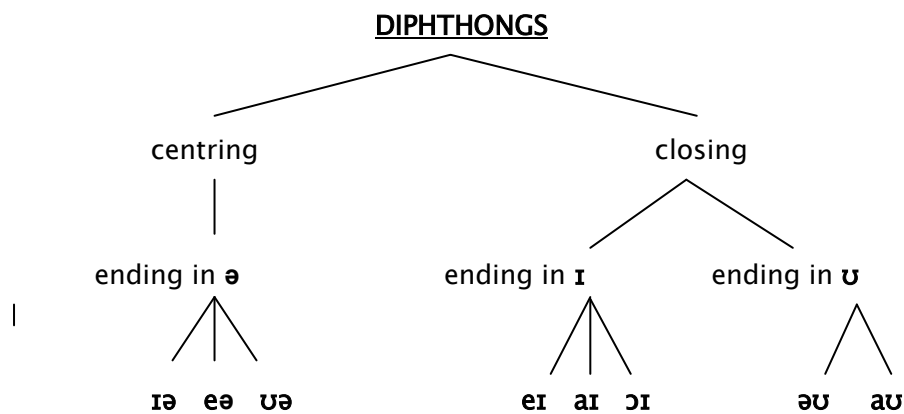 DIPHTHONGS
centring closing
ending in ə ending in ɪ ending in ʊ
ɪə eə ʊə eɪ aɪ ɔɪ əʊ aʊ